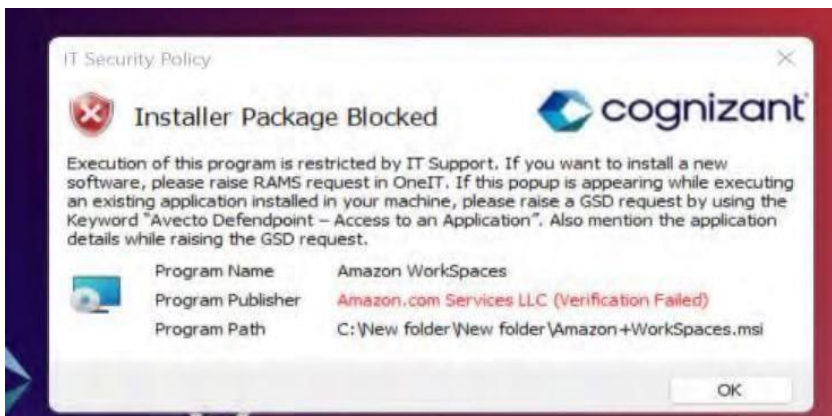 IT Security Policy
Installer Package Blocked
cognizant
Execution of this program is restricted by IT Support. If you want to install a new
software, please raise RAMS request in OneIT. If this popup is appearing while executing
an existing application installed in your machine, please raise a GSD request by using the
Keyword "Avecto Defendpoint – Access to an Application". Also mention the application
details while raising the GSD request.
Program Name Amazon WorkSpaces
Program Publisher Amazon.com Services LLC (Verification Failed)
Program Path C:\New folder\New folder\Amazon+WorkSpaces.msi
OK